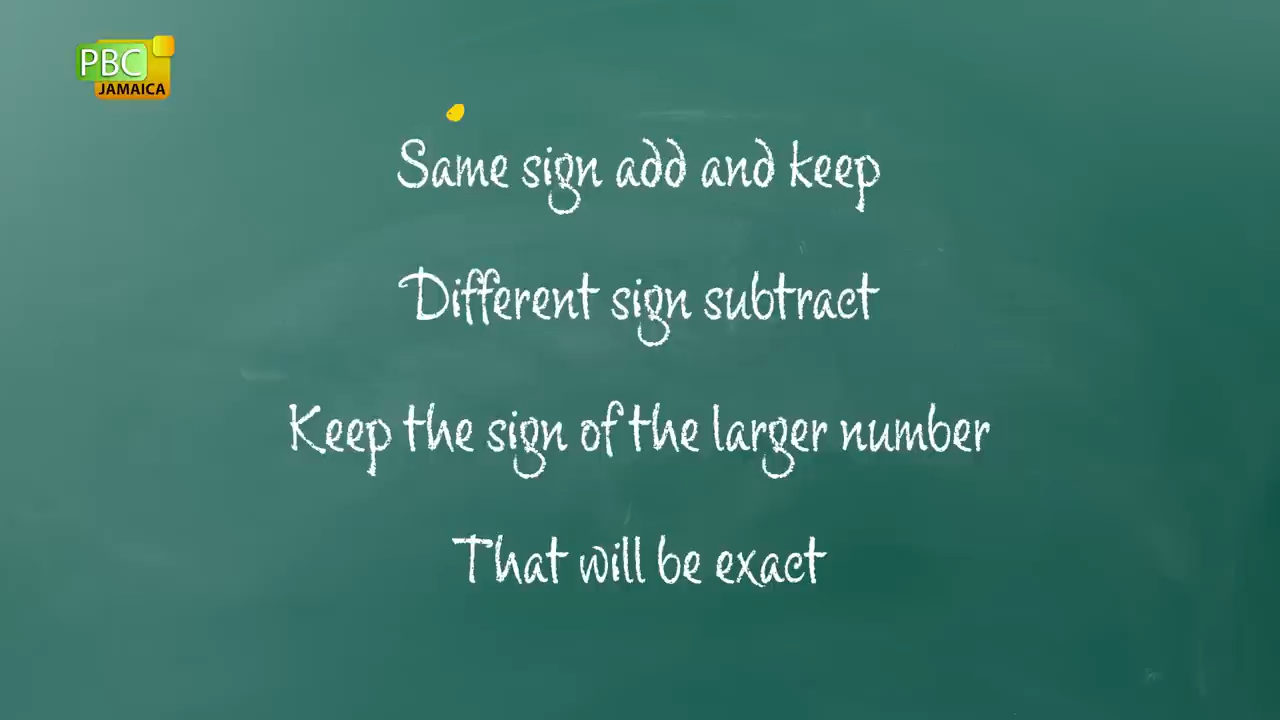 PBC
JAMAICA
Same sign add and keep
Different sign subtract
Keep the sign of the larger number
That will be exact